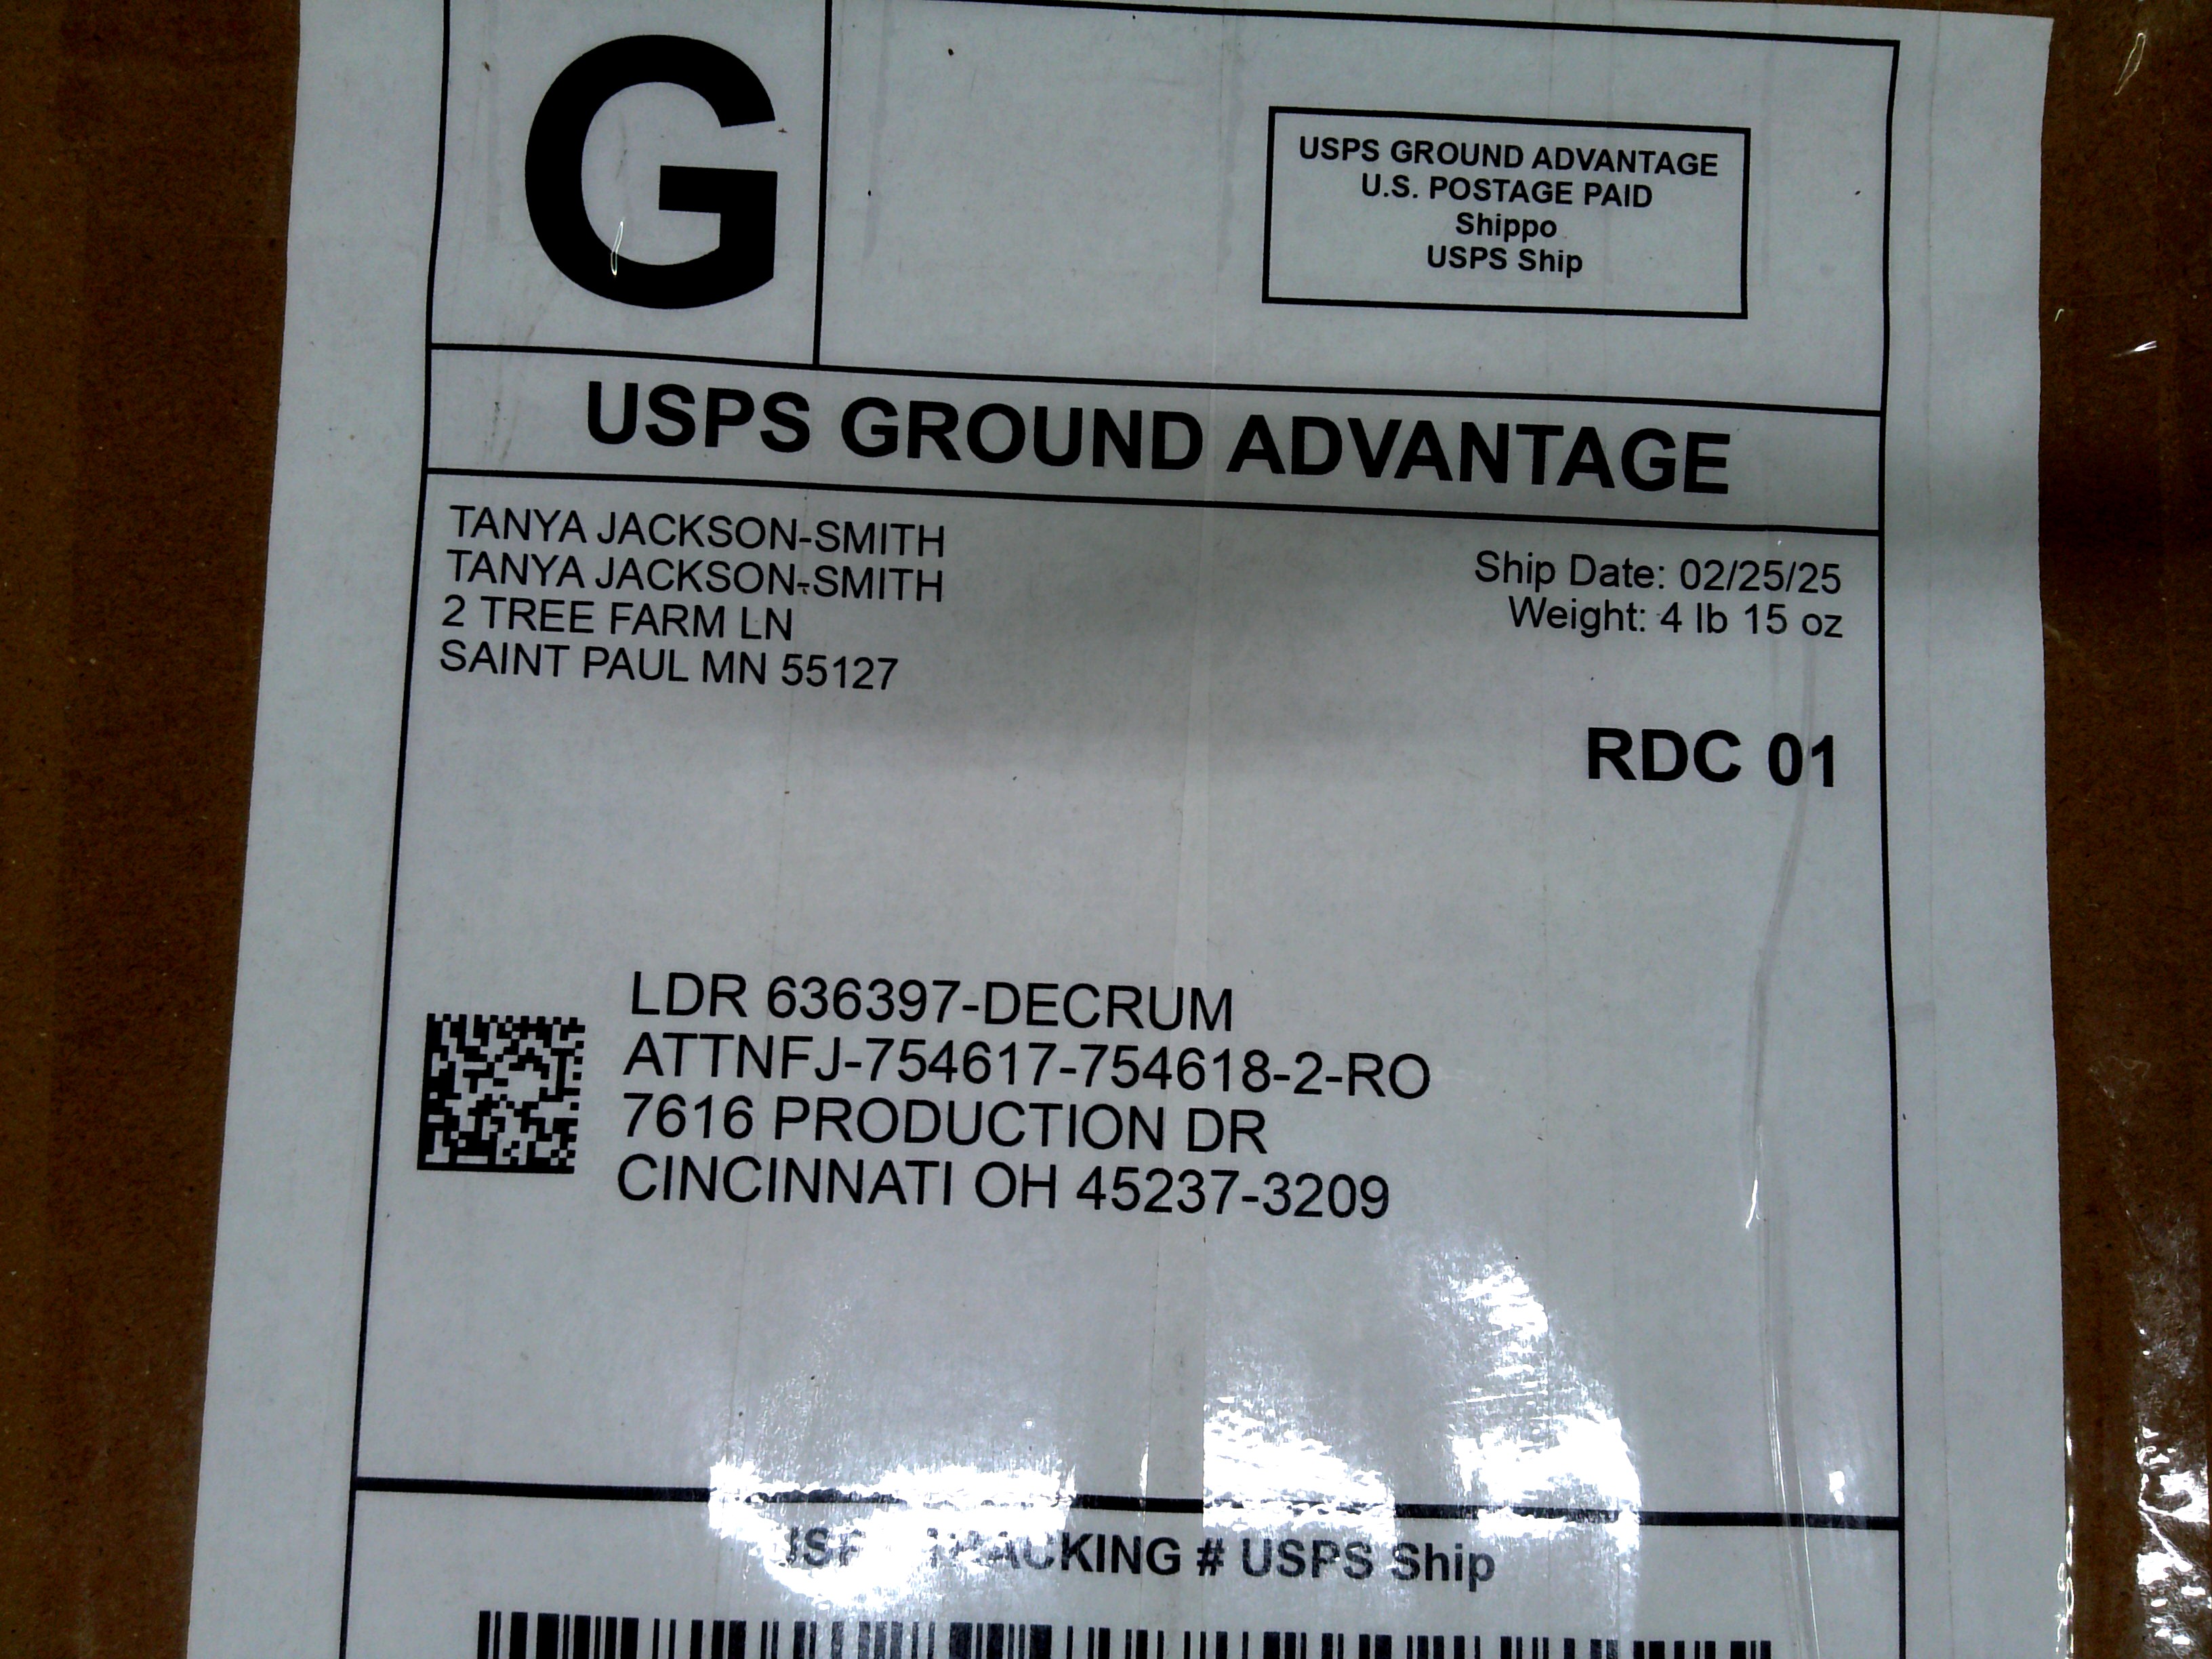 G
USPS GROUND ADVANTAGE
U.S. POSTAGE PAID
Shippo
USPS Ship
USPS GROUND ADVANTAGE
TANYA JACKSON-SMITH
TANYA JACKSON-SMITH
2 TREE FARM LN
SAINT PAUL MN 55127
Ship Date: 02/25/25
Weight: 4 lb 15 oz
RDC 01
LDR 636397-DECRUM
ATTNFJ-754617-754618-2-RO
7616 PRODUCTION DR
CINCINNATI OH 45237-3209
USPS TRACKING # USPS Ship